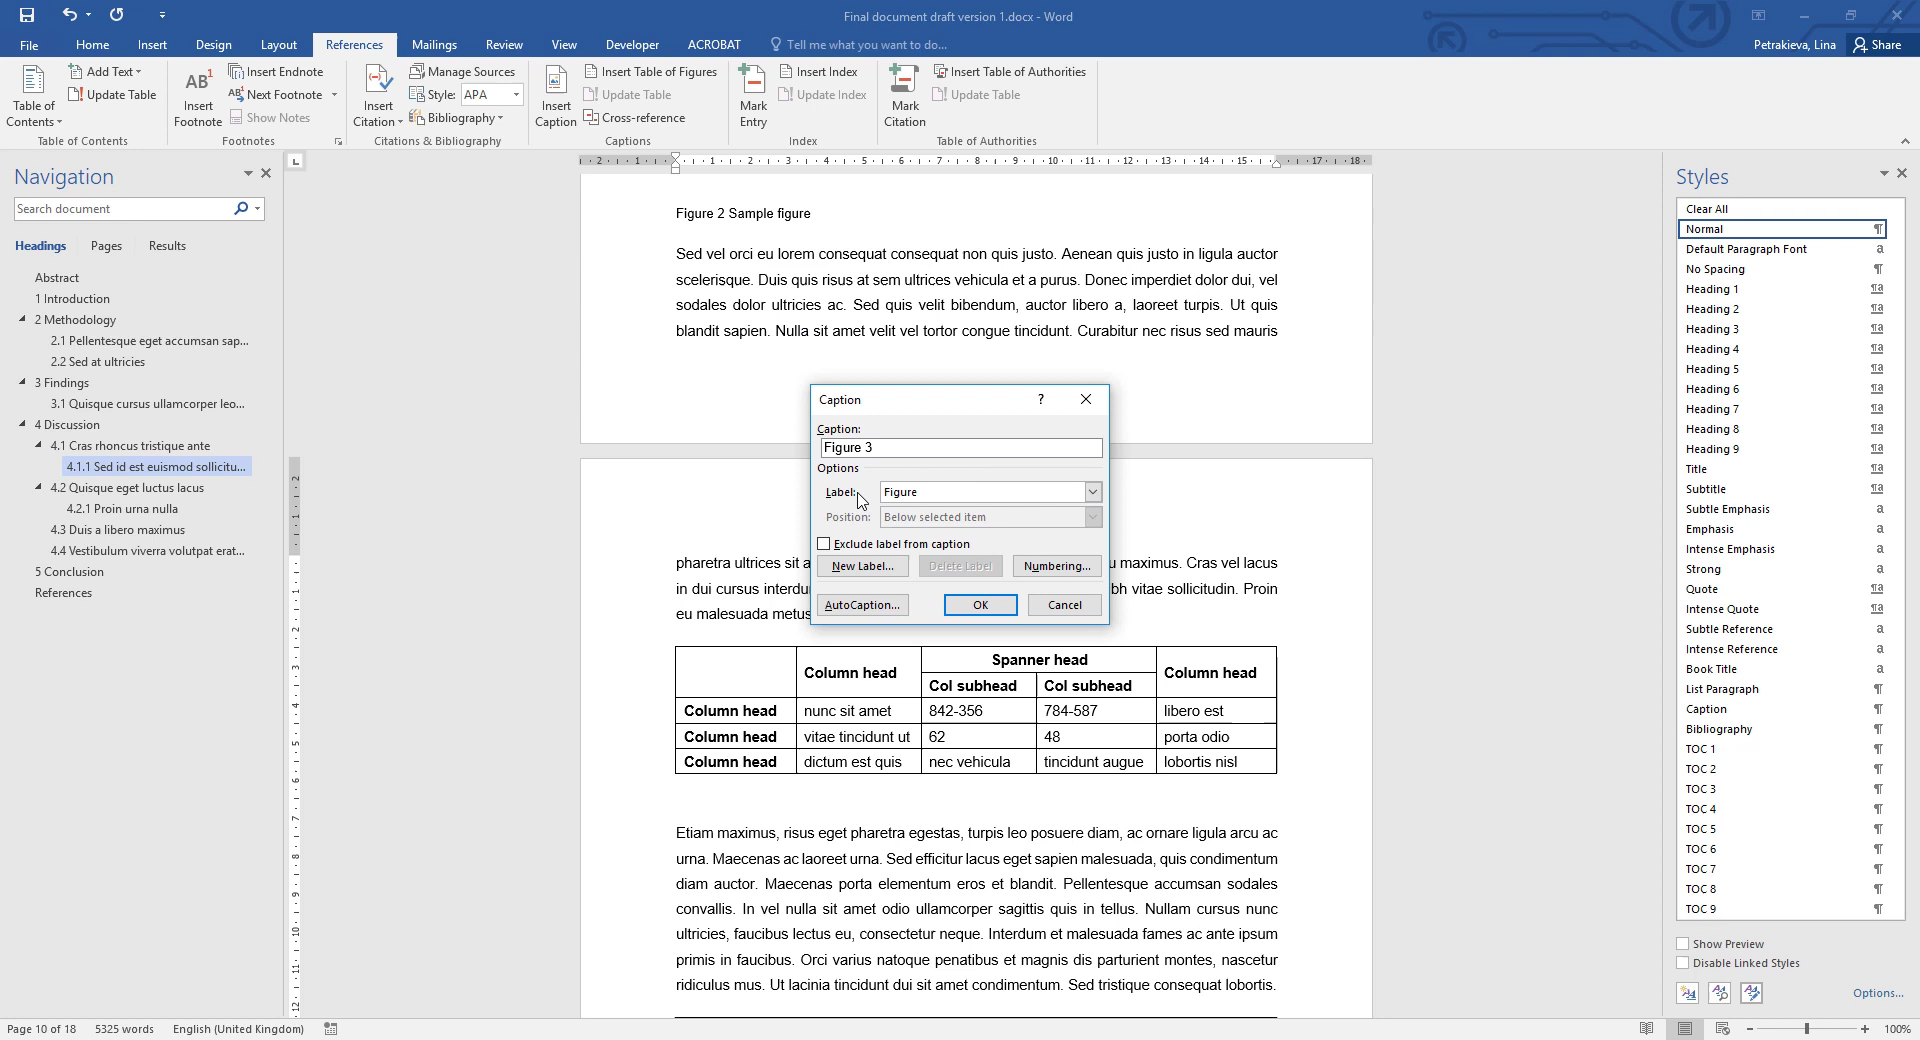 Final document draft version 1.docx - Word
File Home Insert Design Layout References Mailings Review View Developer ACROBAT Tell me what you want to do... Petrakieva, Lina Share
Table of Contents
Add Text
Update Table
Table of Contents
AB1 Insert Footnote
Insert Endnote
Next Footnote
Show Notes
Footnotes
Insert Citation
Manage Sources
Style: APA
Bibliography
Citations & Bibliography
Insert Caption
Insert Table of Figures
Update Table
Cross-reference
Captions
Mark Entry
Insert Index
Update Index
Index
Mark Citation
Insert Table of Authorities
Update Table
Table of Authorities
Navigation
Search document
Headings Pages Results
Abstract
1 Introduction
2 Methodology
2.1 Pellentesque eget accumsan sap...
2.2 Sed at ultricies
3 Findings
3.1 Quisque cursus ullamcorper leo...
4 Discussion
4.1 Cras rhoncus tristique ante
4.1.1 Sed id est euismod sollicitu...
4.2 Quisque eget luctus lacus
4.2.1 Proin urna nulla
4.3 Duis a libero maximus
4.4 Vestibulum viverra volutpat erat...
5 Conclusion
References
2 1 1 2 3 4 5 6 7 8 9 10 11 12 13 14 15 17 18
Figure 2 Sample figure
Sed vel orci eu lorem consequat consequat non quis justo. Aenean quis justo in ligula auctor
scelerisque. Duis quis risus at sem ultrices vehicula et a purus. Donec imperdiet dolor dui, vel
sodales dolor ultricies ac. Sed quis velit bibendum, auctor libero a, laoreet turpis. Ut quis
blandit sapien. Nulla sit amet velit vel tortor congue tincidunt. Curabitur nec risus sed mauris
Caption
Caption:
Figure 3
Options
Label: Figure
Position: Below selected item
Exclude label from caption
New Label... Delete Label Numbering...
AutoCaption... OK Cancel
pharetra ultrices sit a u maximus. Cras vel lacus
in dui cursus interdu bh vitae sollicitudin. Proin
eu malesuada metus
Column head Spanner head Column head
Col subhead Col subhead
Column head nunc sit amet 842-356 784-587 libero est
Column head vitae tincidunt ut 62 48 porta odio
Column head dictum est quis nec vehicula tincidunt augue lobortis nisl
Etiam maximus, risus eget pharetra egestas, turpis leo posuere diam, ac ornare ligula arcu ac
urna. Maecenas ac laoreet urna. Sed efficitur lacus eget sapien malesuada, quis condimentum
diam auctor. Maecenas porta elementum eros et blandit. Pellentesque accumsan sodales
convallis. In vel nulla sit amet odio ullamcorper sagittis quis in tellus. Nullam cursus nunc
ultricies, faucibus lectus eu, consectetur neque. Interdum et malesuada fames ac ante ipsum
primis in faucibus. Orci varius natoque penatibus et magnis dis parturient montes, nascetur
ridiculus mus. Ut lacinia tincidunt dui sit amet condimentum. Sed tristique consequat lobortis.
Styles
Clear All
Normal
Default Paragraph Font
No Spacing
Heading 1
Heading 2
Heading 3
Heading 4
Heading 5
Heading 6
Heading 7
Heading 8
Heading 9
Title
Subtitle
Subtle Emphasis
Emphasis
Intense Emphasis
Strong
Quote
Intense Quote
Subtle Reference
Intense Reference
Book Title
List Paragraph
Caption
Bibliography
TOC 1
TOC 2
TOC 3
TOC 4
TOC 5
TOC 6
TOC 7
TOC 8
TOC 9
Show Preview
Disable Linked Styles
Options...
Page 10 of 18 5325 words English (United Kingdom) 100%